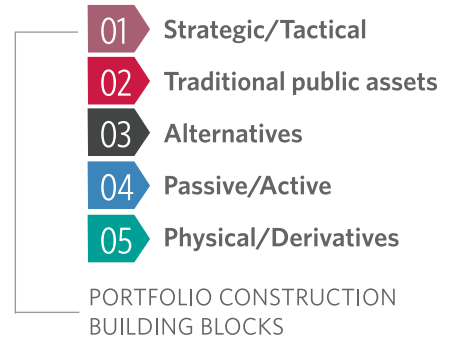 01 Strategic/Tactical
02 Traditional public assets
03 Alternatives
04 Passive/Active
05 Physical/Derivatives
PORTFOLIO CONSTRUCTION
BUILDING BLOCKS